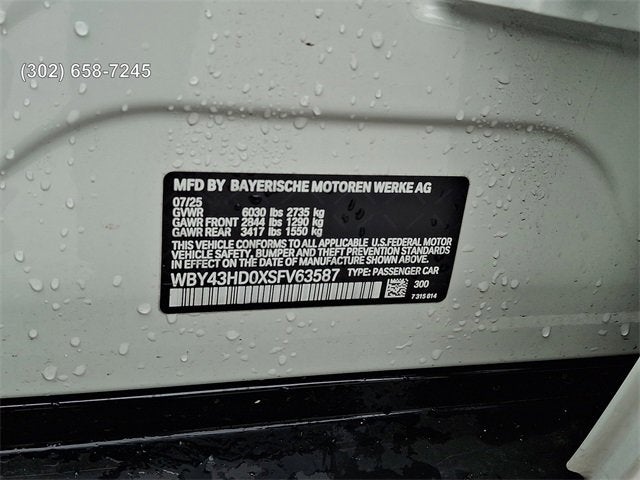 (302) 658-7245
MFD BY BAYERISCHE MOTOREN WERKE AG
07/25
GVWR 6030 lbs 2735 kg
GAWR FRONT 2844 lbs 1290 kg
GAWR REAR 3417 lbs 1550 kg
THIS VEHICLE CONFORMS TO ALL APPLICABLE U.S.FEDERAL MOTOR
VEHICLE SAFETY, BUMPER AND THEFT PREVENTION STANDARDS
IN EFFECT ON THE DATE OF MANUFACTURE SHOWN ABOVE.
WBY43HD0XSFV63587 TYPE: PASSENGER CAR
300
7 315 814